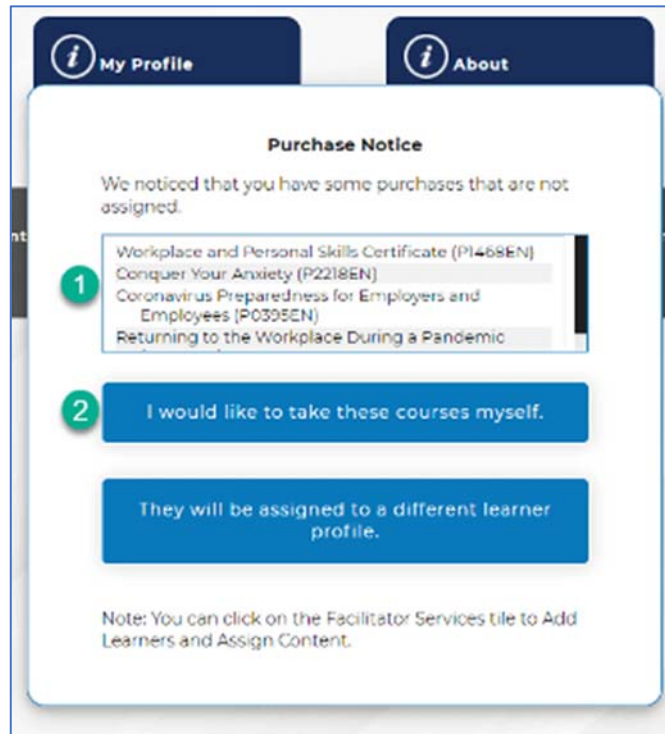 i My Profile
i About
Purchase Notice
We noticed that you have some purchases that are not
assigned.
1
Workplace and Personal Skills Certificate (P1468EN)
Conquer Your Anxiety (P2218EN)
Coronavirus Preparedness for Employers and
Employees (P0395EN)
Returning to the Workplace During a Pandemic
2
I would like to take these courses myself.
They will be assigned to a different learner
profile.
Note: You can click on the Facilitator Services tile to Add
Learners and Assign Content.